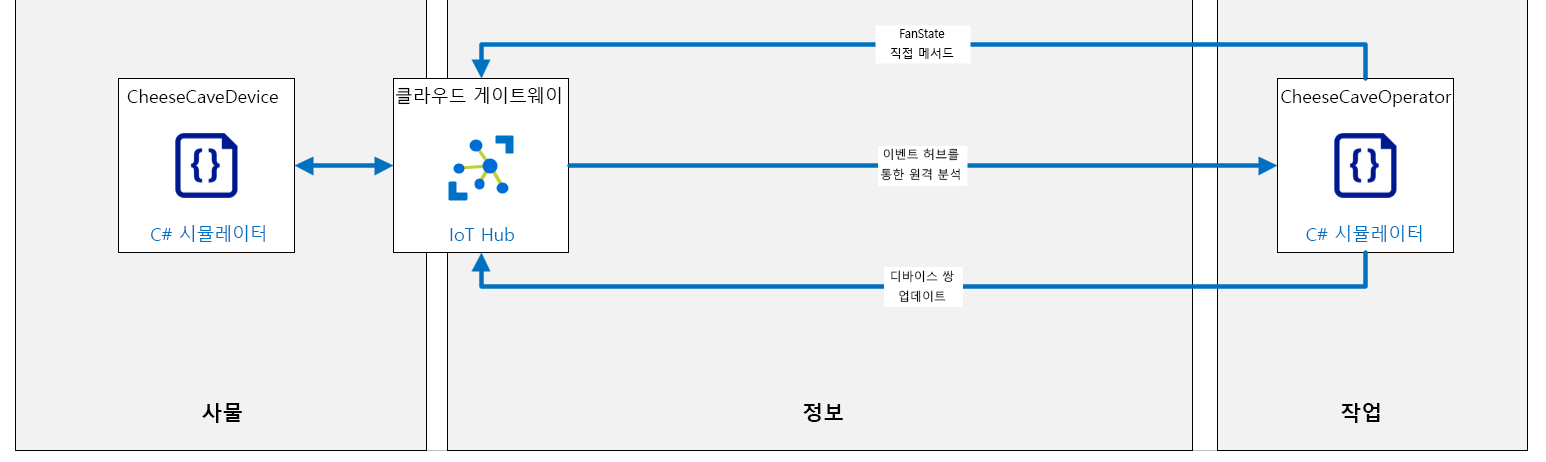 FanState
직접 메서드
CheeseCaveDevice
클라우드 게이트웨이
CheeseCaveOperator
이벤트 허브를
통한 원격 분석
C# 시뮬레이터
IoT Hub
C# 시뮬레이터
디바이스 쌍
업데이트
사물
정보
작업